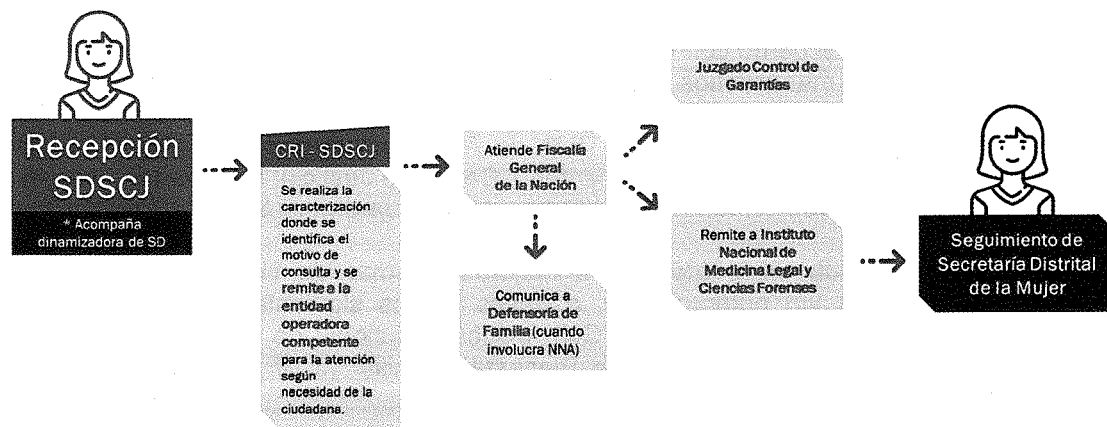 Recepción
SDSCJ
* Acompaña
dinamizadora de SD
CRI - SDSCJ
Se realiza la
caracterización
donde se
identifica el
motivo de
consulta y se
remite a la
entidad
operadora
competente
para la atención
según
necesidad de la
ciudadana.
Atiende Fiscalía
General
de la Nación
Comunica a
Defensoría de
Familia (cuando
involucra NNA)
Juzgado Control de
Garantías
Remite a Instituto
Nacional de
Medicina Legal y
Ciencias Forenses
Seguimiento de
Secretaría Distrital
de la Mujer